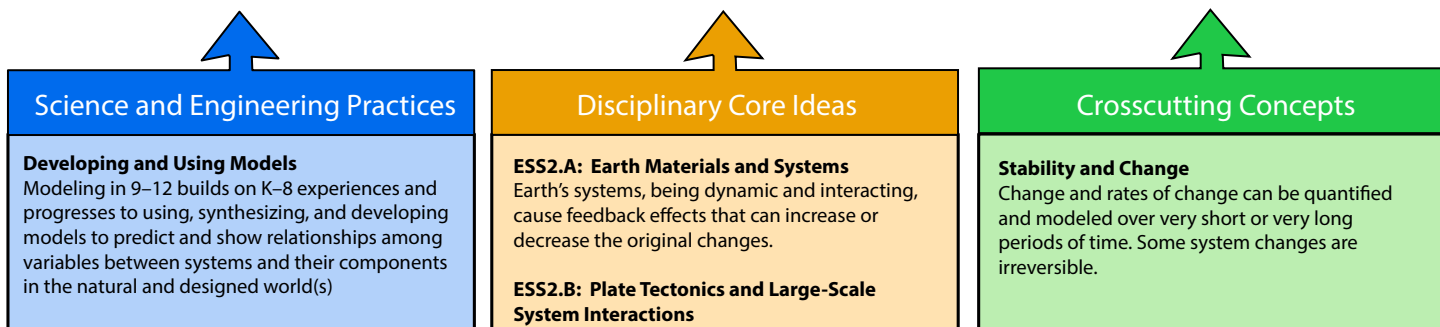 Science and Engineering Practices
Developing and Using Models
Modeling in 9–12 builds on K–8 experiences and
progresses to using, synthesizing, and developing
models to predict and show relationships among
variables between systems and their components
in the natural and designed world(s)
Disciplinary Core Ideas
ESS2.A: Earth Materials and Systems
Earth’s systems, being dynamic and interacting,
cause feedback effects that can increase or
decrease the original changes.
ESS2.B: Plate Tectonics and Large-Scale
System Interactions
Crosscutting Concepts
Stability and Change
Change and rates of change can be quantified
and modeled over very short or very long
periods of time. Some system changes are
irreversible.